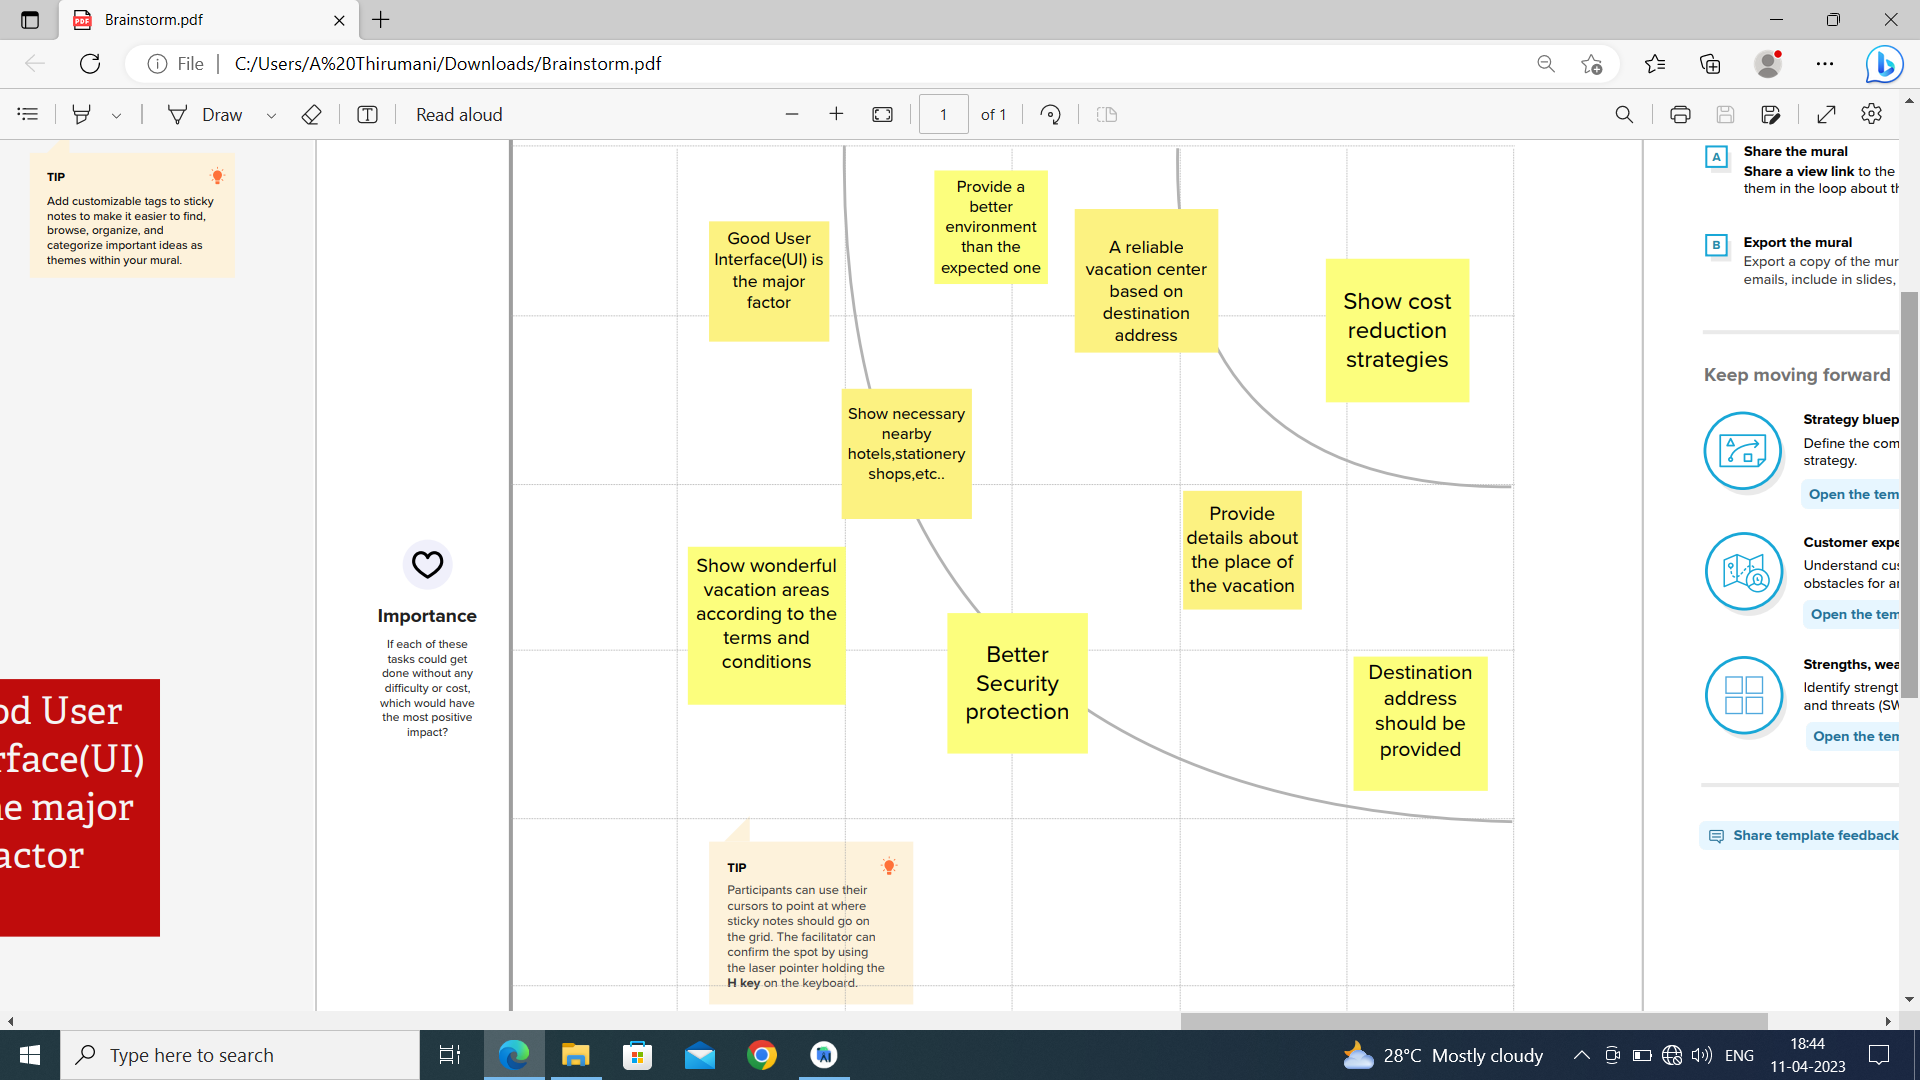 Brainstorm.pdf
File
C:/Users/A%20Thirumani/Downloads/Brainstorm.pdf
Draw
Read aloud
1
of 1
TIP
Add customizable tags to sticky
notes to make it easier to find,
browse, organize, and
categorize important ideas as
themes within your mural.
od User
rface(UI)
e major
actor
Importance
If each of these
tasks could get
done without any
difficulty or cost,
which would have
the most positive
impact?
Good User
Interface(UI) is
the major
factor
Provide a
better
environment
than the
expected one
A reliable
vacation center
based on
destination
address
Show cost
reduction
strategies
Show necessary
nearby
hotels,stationery
shops,etc..
Provide
details about
the place of
the vacation
Show wonderful
vacation areas
according to the
terms and
conditions
Better
Security
protection
Destination
address
should be
provided
TIP
Participants can use their
cursors to point at where
sticky notes should go on
the grid. The facilitator can
confirm the spot by using
the laser pointer holding the
H key on the keyboard.
A
Share the mural
Share a view link to the
them in the loop about th
B
Export the mural
Export a copy of the mur
emails, include in slides,
Keep moving forward
Strategy bluep
Define the com
strategy.
Open the tem
Customer expe
Understand cus
obstacles for an
Open the tem
Strengths, wea
Identify strengt
and threats (SW
Open the tem
Share template feedback
Type here to search
28°C Mostly cloudy
ENG
18:44
11-04-2023